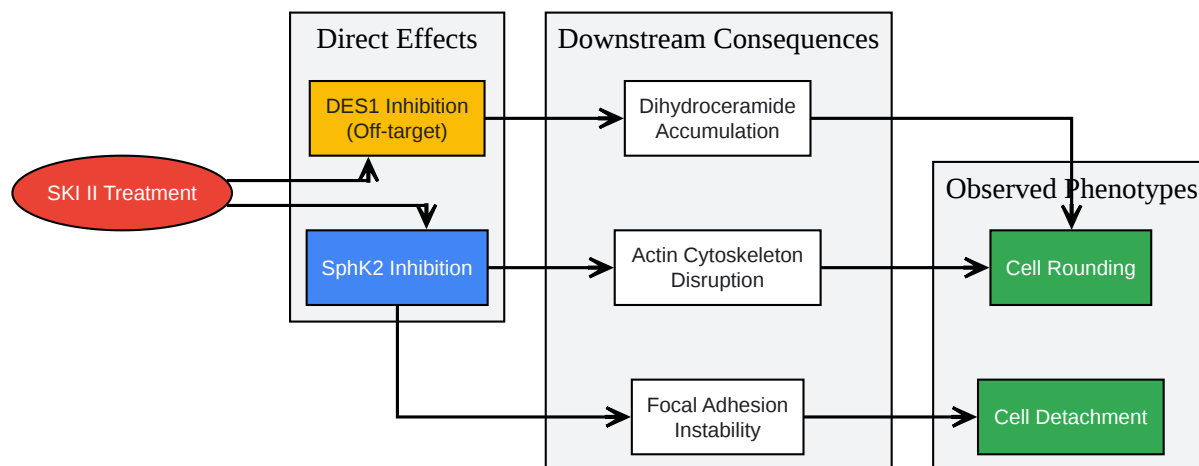 Direct Effects
Downstream Consequences
DES1 Inhibition
(Off-target)
Dihydroceramide
Accumulation
SKI II Treatment
Observed Phenotypes
SphK2 Inhibition
Actin Cytoskeleton
Disruption
Cell Rounding
Focal Adhesion
Instability
Cell Detachment